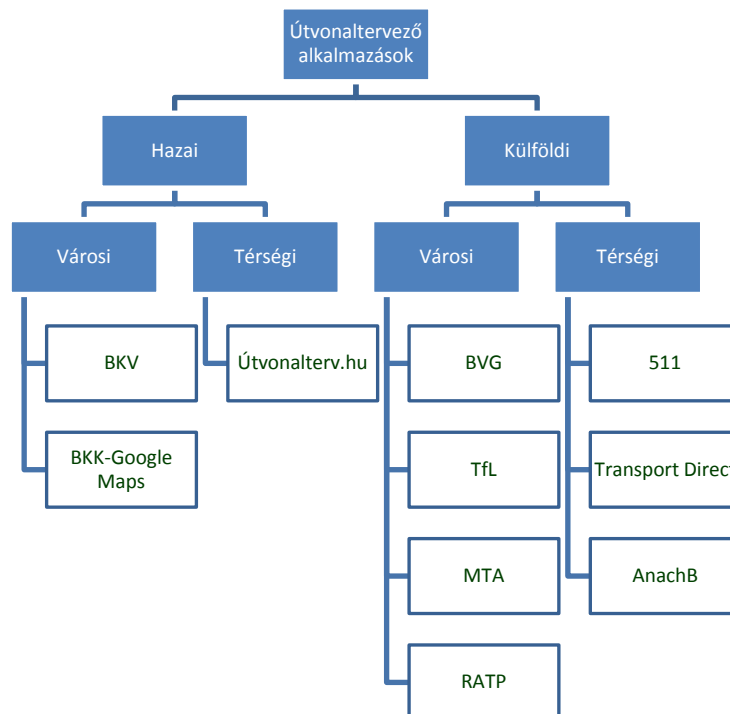 Útvonaltervező
alkalmazások
Hazai
Külföldi
Városi
Térségi
Városi
Térségi
BKV
Útvonalterv.hu
BVG
511
BKK-Google
Maps
TfL
Transport Direct
MTA
AnachB
RATP